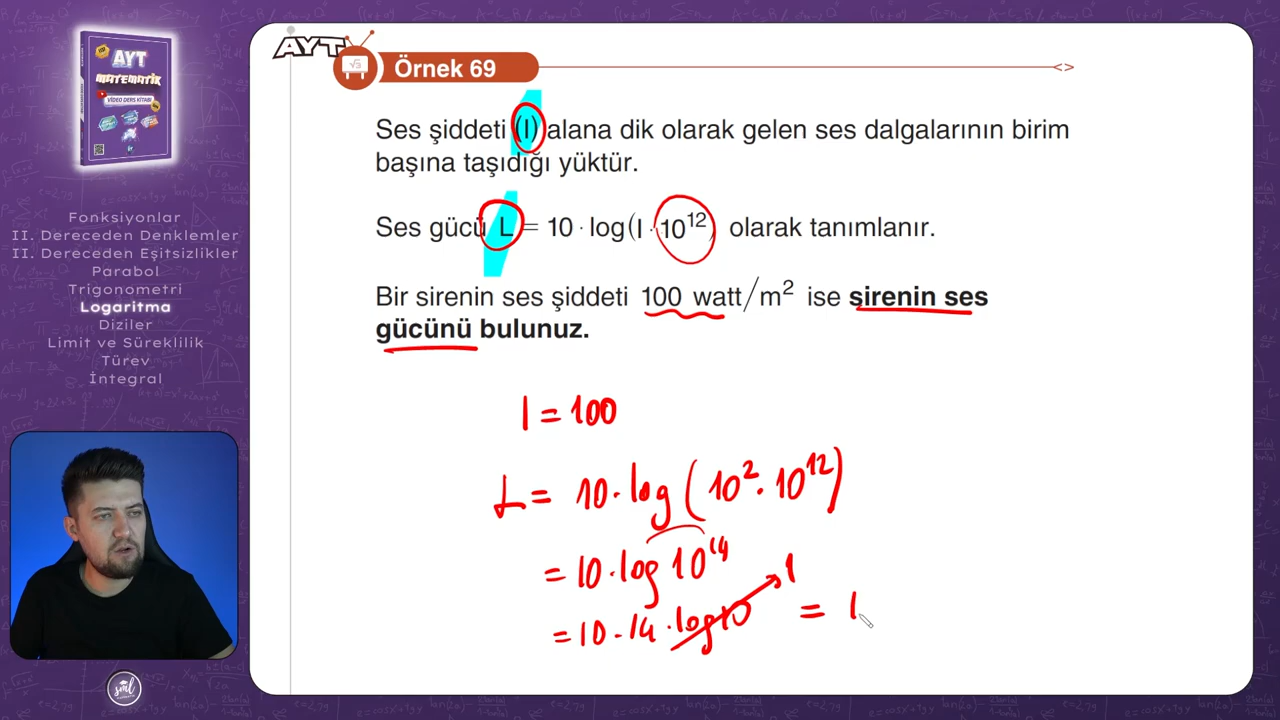 AYT
Örnek 69
AYT
MATEMATİK
VİDEO DERS KİTABI
Ses şiddeti (I) alana dik olarak gelen ses dalgalarının birim
başına taşıdığı yüktür.
Ses gücü L = 10 · log(I · 10¹²) olarak tanımlanır.
Bir sirenin ses şiddeti 100 watt/m² ise sirenin ses
gücünü bulunuz.
Fonksiyonlar
II. Dereceden Denklemler
II. Dereceden Eşitsizlikler
Parabol
Trigonometri
Logaritma
Diziler
Limit ve Süreklilik
Türev
İntegral
I = 100
L = 10 · log (10² · 10¹²)
= 10 · log 10¹⁴
= 10 · 14 · log10 1 = 1
sml